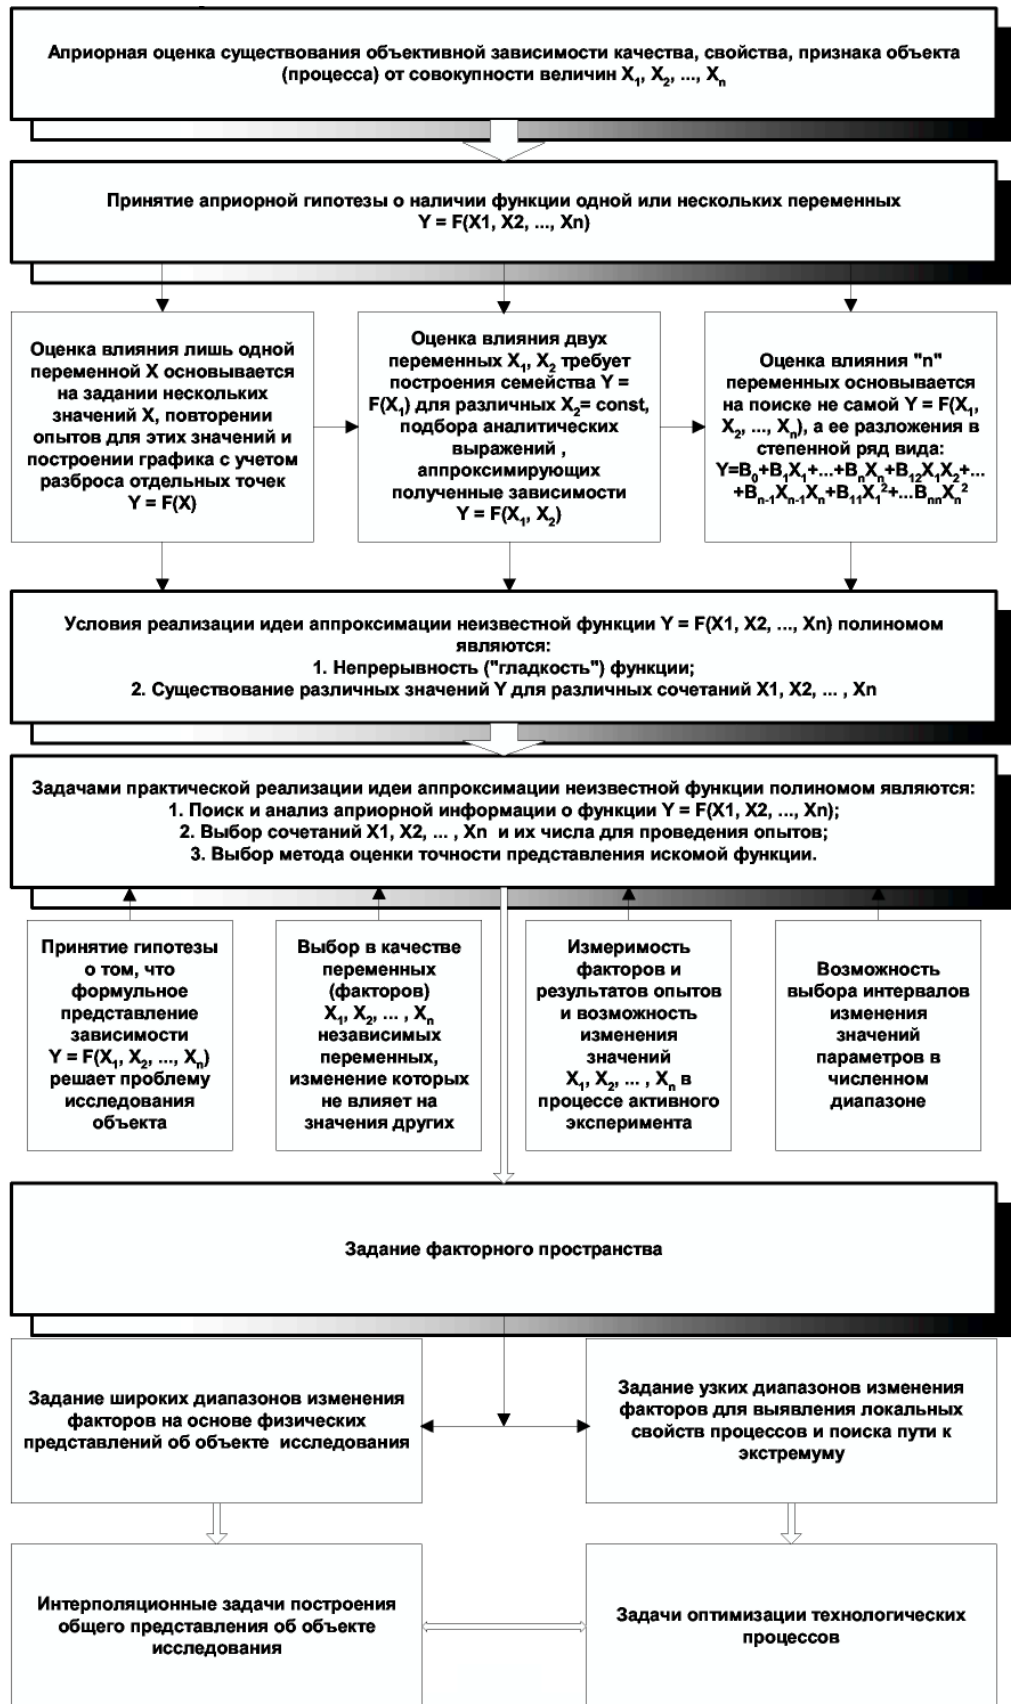 Априорная оценка существования объективной зависимости качества, свойства, признака объекта
(процесса) от совокупности величин X₁, X₂, ..., Xₙ
Принятие априорной гипотезы о наличии функции одной или нескольких переменных
Y = F(X1, X2, ..., Xn)
Оценка влияния лишь одной
переменной X основывается
на задании нескольких
значений X, повторении
опытов для этих значений и
построении графика с учетом
разброса отдельных точек
Y = F(X)
Оценка влияния двух
переменных X₁, X₂ требует
построения семейства Y =
F(X₁) для различных X₂= const,
подбора аналитических
выражений ,
аппроксимирующих
полученные зависимости
Y = F(X₁, X₂)
Оценка влияния "n"
переменных основывается
на поиске не самой Y = F(X₁,
X₂, ..., Xₙ), а ее разложения в
степенной ряд вида:
Y=B₀+B₁X₁+...+BₙXₙ+B₁₂X₁X₂+...
+Bₙ₋₁Xₙ₋₁Xₙ+B₁₁X₁²+...BₙₙXₙ²
Условия реализации идеи аппроксимации неизвестной функции Y = F(X1, X2, ..., Xn) полиномом
являются:
1. Непрерывность ("гладкость") функции;
2. Существование различных значений Y для различных сочетаний X1, X2, ... , Xn
Задачами практической реализации идеи аппроксимации неизвестной функции полиномом являются:
1. Поиск и анализ априорной информации о функции Y = F(X1, X2, ..., Xn);
2. Выбор сочетаний X1, X2, ... , Xn и их числа для проведения опытов;
3. Выбор метода оценки точности представления искомой функции.
Принятие гипотезы
о том, что
формульное
представление
зависимости
Y = F(X₁, X₂, ..., Xₙ)
решает проблему
исследования
объекта
Выбор в качестве
переменных
(факторов)
X₁, X₂, ... , Xₙ
независимых
переменных,
изменение которых
не влияет на
значения других
Измеримость
факторов и
результатов опытов
и возможность
изменения
значений
X₁, X₂, ... , Xₙ в
процессе активного
эксперимента
Возможность
выбора интервалов
изменения
значений
параметров в
численном
диапазоне
Задание факторного пространства
Задание широких диапазонов изменения
факторов на основе физических
представлений об объекте исследования
Задание узких диапазонов изменения
факторов для выявления локальных
свойств процессов и поиска пути к
экстремуму
Интерполяционные задачи построения
общего представления об объекте
исследования
Задачи оптимизации технологических
процессов